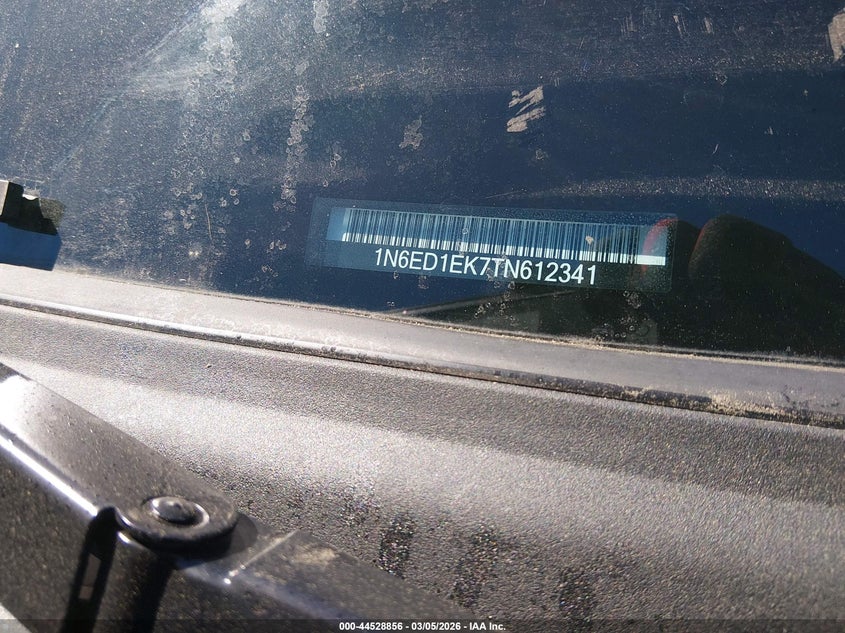 1N6ED1EK7TN612341
000-44528856 — 03/05/2026 — IAA Inc.